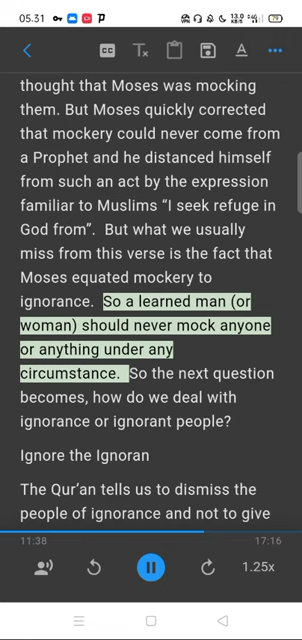 05.31
79
CC
thought that Moses was mocking
them. But Moses quickly corrected
that mockery could never come from
a Prophet and he distanced himself
from such an act by the expression
familiar to Muslims “I seek refuge in
God from”.  But what we usually
miss from this verse is the fact that
Moses equated mockery to
ignorance.  So a learned man (or
woman) should never mock anyone
or anything under any
circumstance.  So the next question
becomes, how do we deal with
ignorance or ignorant people?
Ignore the Ignoran
The Qur’an tells us to dismiss the
people of ignorance and not to give
11:38
17:16
1.25x